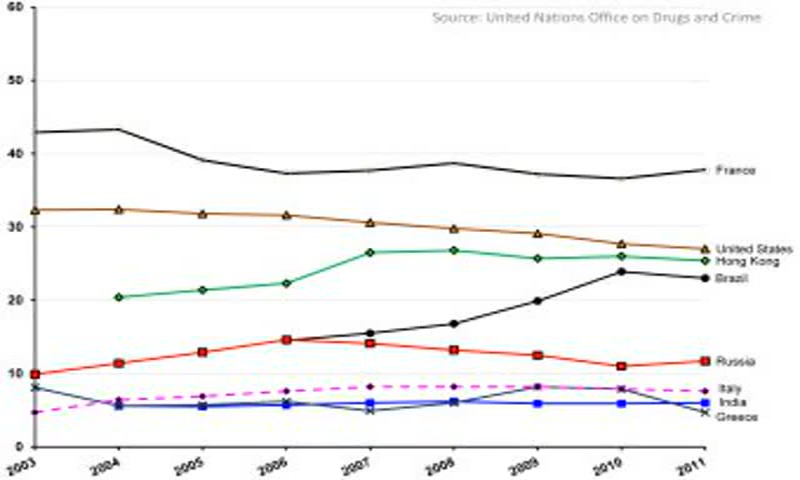 60
Source: United Nations Office on Drugs and Crime
50
40
France
30
United States
Hong Kong
Brazil
20
Russia
10
Italy
India
Greece
0
2003 2004 2005 2006 2007 2008 2009 2010 2011